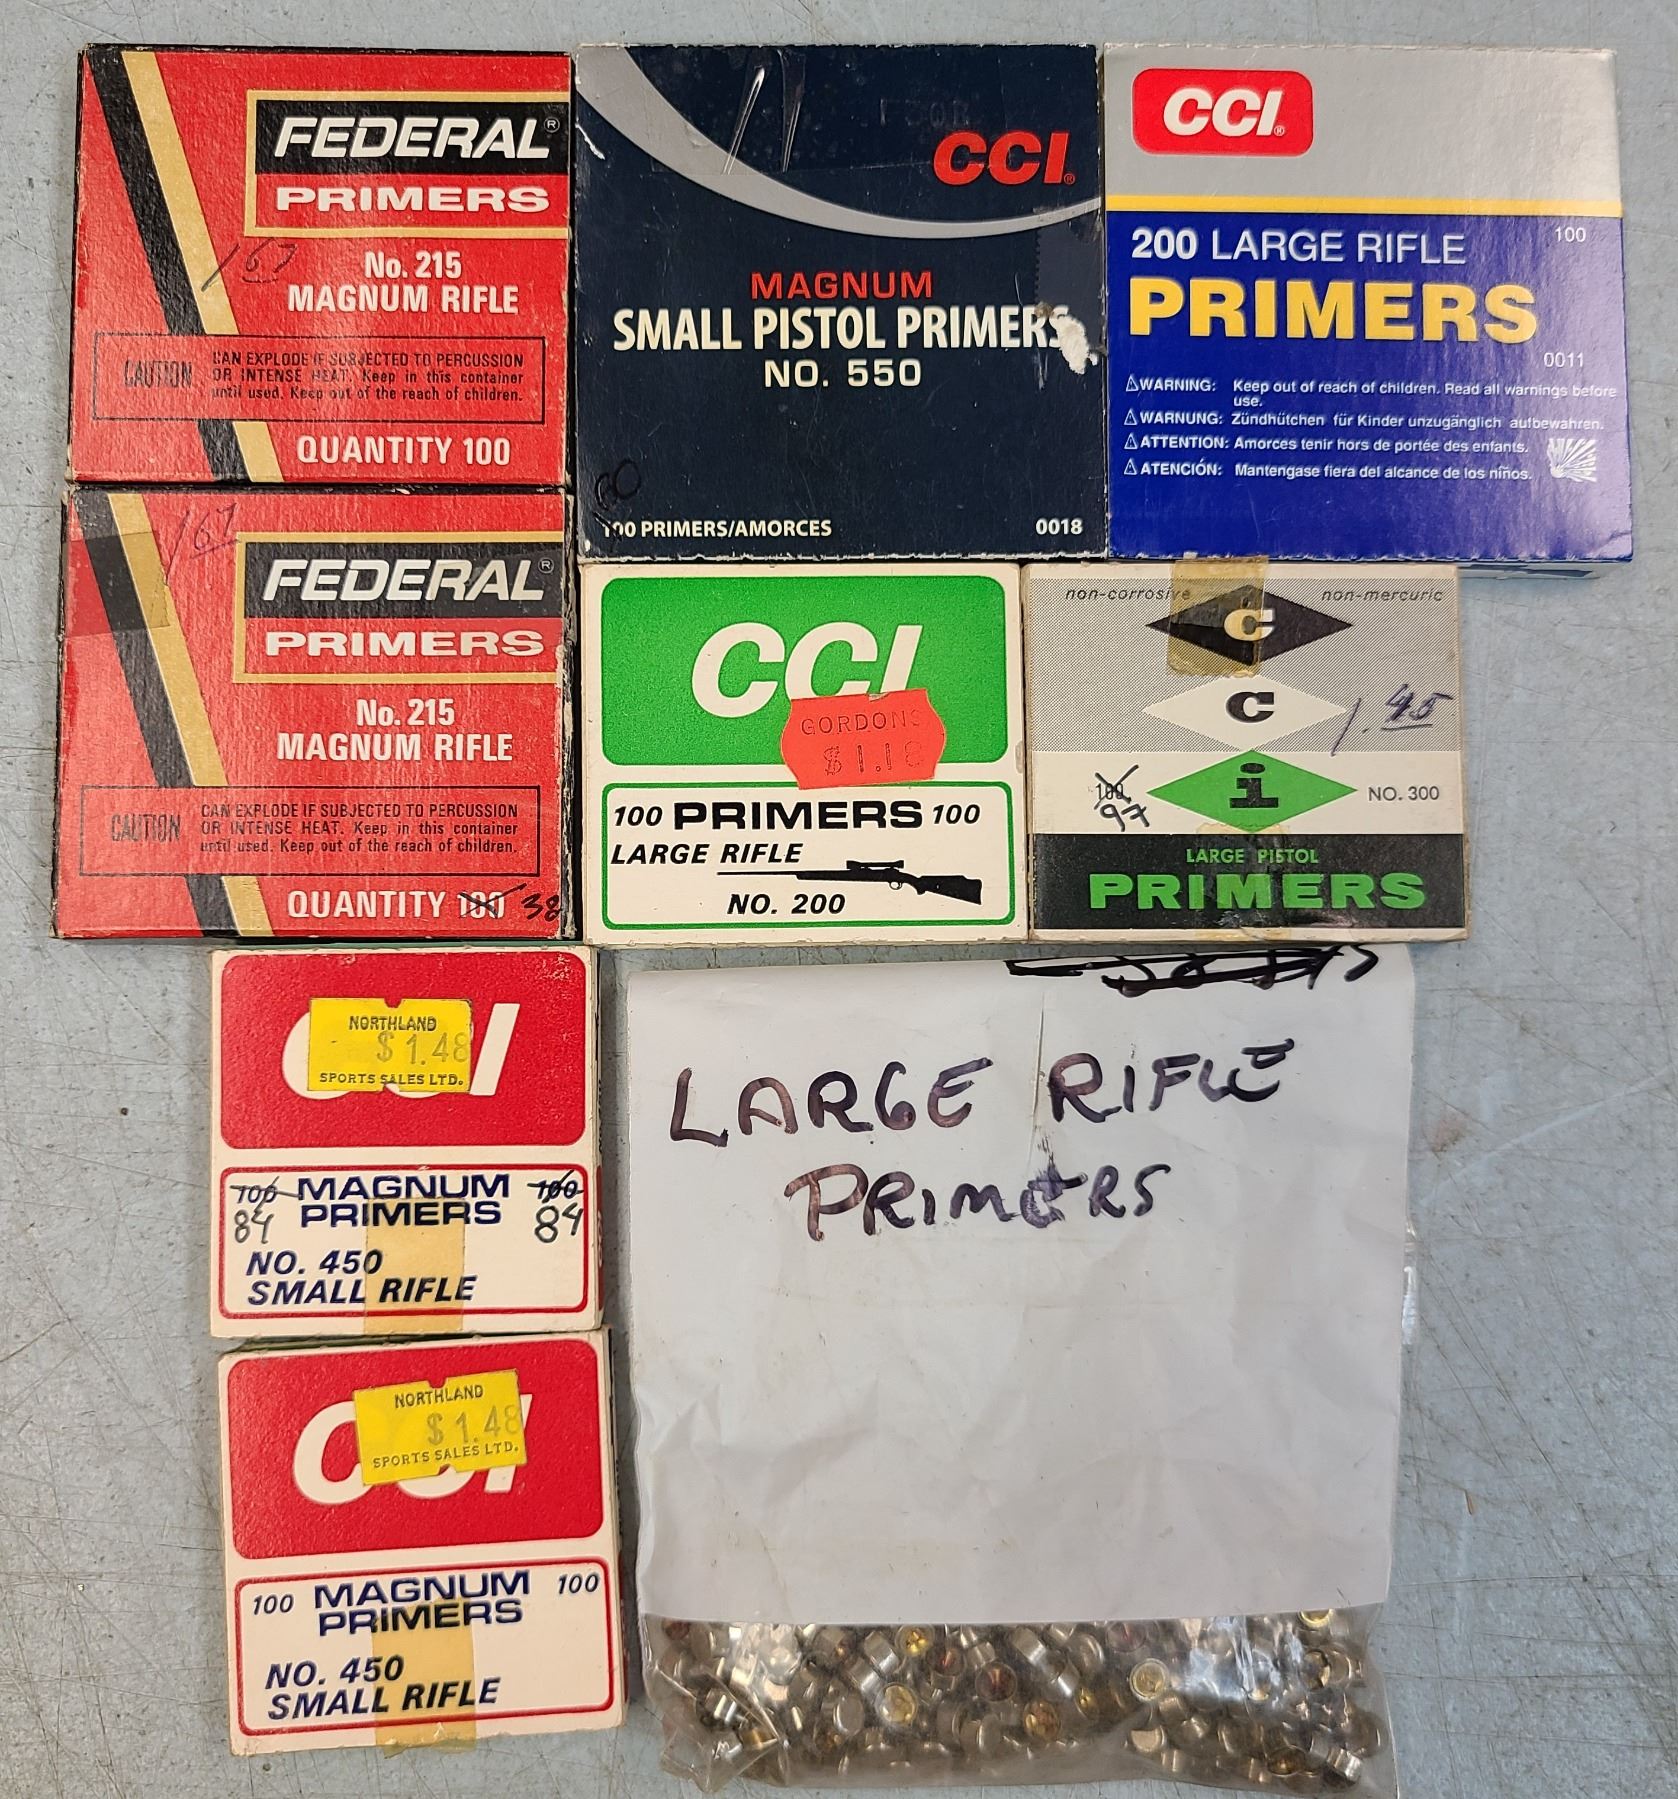 FEDERAL®
PRIMERS
No. 215
MAGNUM RIFLE
CAUTION
CAN EXPLODE IF SUBJECTED TO PERCUSSION
OR INTENSE HEAT. Keep in this container
until used. Keep out of the reach of children.
QUANTITY 100
CCI®
MAGNUM
SMALL PISTOL PRIMERS
NO. 550
100 PRIMERS/AMORCES
0018
CCI®
200 LARGE RIFLE
100
PRIMERS
0011
⚠WARNING: Keep out of reach of children. Read all warnings before
use.
⚠WARNUNG: Zündhütchen für Kinder unzugänglich aufbewahren.
⚠ATTENTION: Amorces tenir hors de portée des enfants.
⚠ATENCIÓN: Mantengase fiera del alcance de los niños.
1 67
FEDERAL®
PRIMERS
No. 215
MAGNUM RIFLE
CAUTION
CAN EXPLODE IF SUBJECTED TO PERCUSSION
OR INTENSE HEAT. Keep in this container
until used. Keep out of the reach of children.
QUANTITY 100 38
CCI
GORDONS
$1.18
100 PRIMERS 100
LARGE RIFLE
NO. 200
non-corrosive
non-mercuric
C
C
i
1.45
100
97
NO. 300
LARGE PISTOL
PRIMERS
CCI
NORTHLAND
$1.48
SPORTS SALES LTD.
100 MAGNUM 100
84 PRIMERS 84
NO. 450
SMALL RIFLE
CCI
NORTHLAND
$1.48
SPORTS SALES LTD.
100 MAGNUM 100
PRIMERS
NO. 450
SMALL RIFLE
LARGE RIFLE
PRIMERS